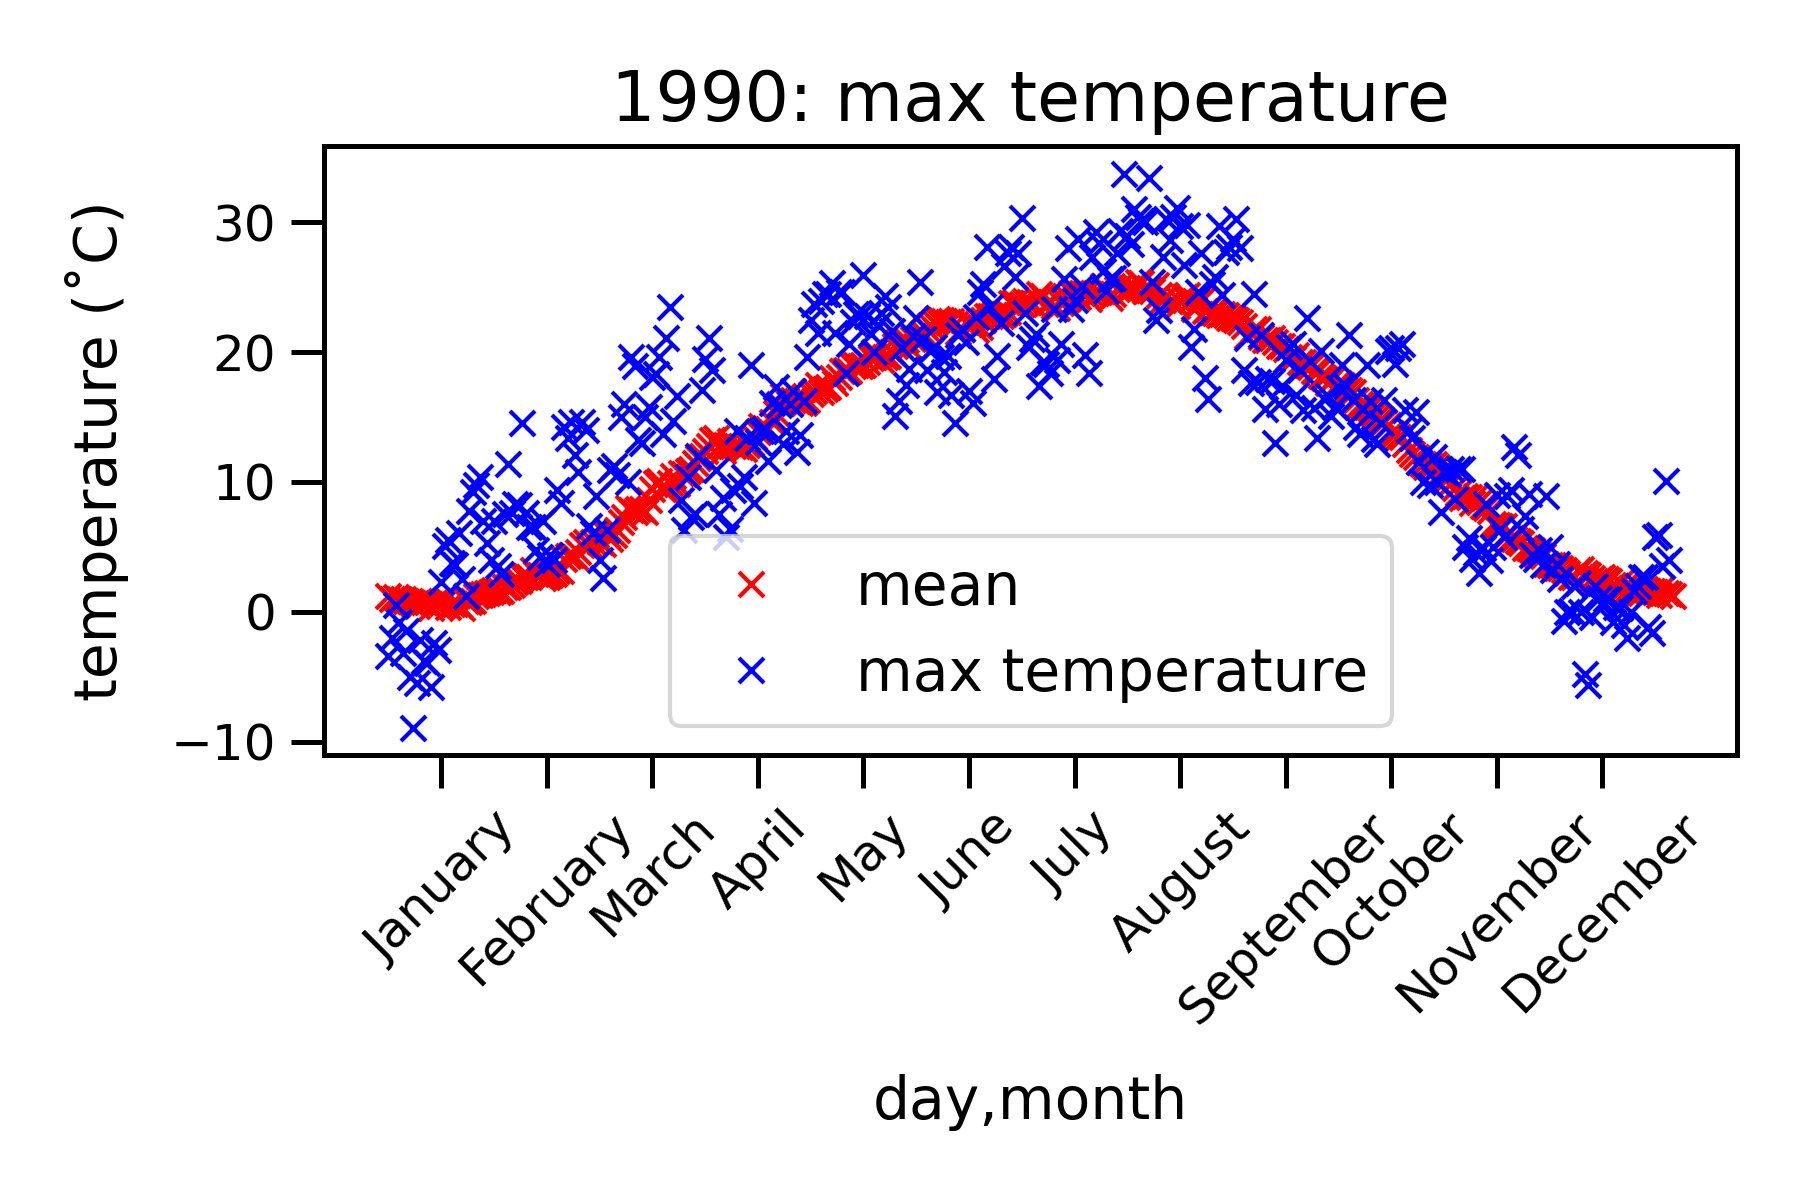 1990: max temperature
temperature (˚C)
30
20
10
0
−10
mean
max temperature
January
February
March
April
May
June
July
August
September
October
November
December
day,month